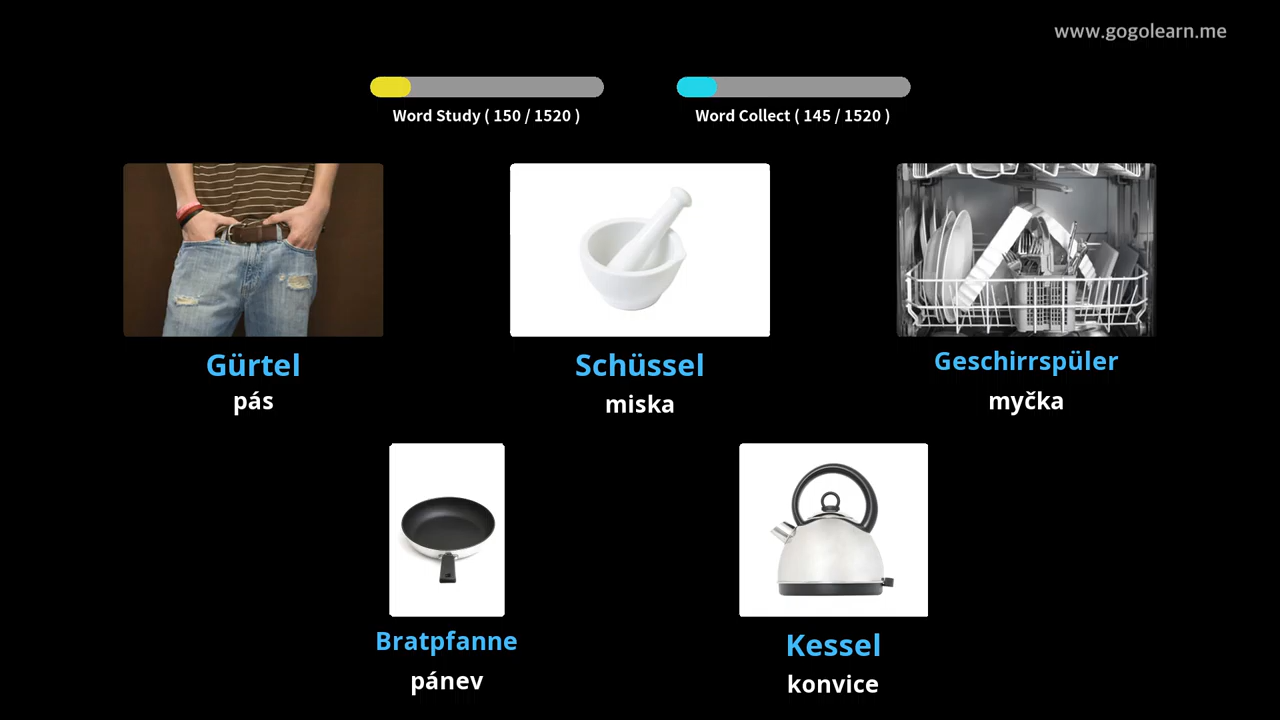 www.gogolearn.me
Word Study ( 150 / 1520 )
Word Collect ( 145 / 1520 )
Gürtel
pás
Schüssel
miska
Geschirrspüler
myčka
Bratpfanne
pánev
Kessel
konvice